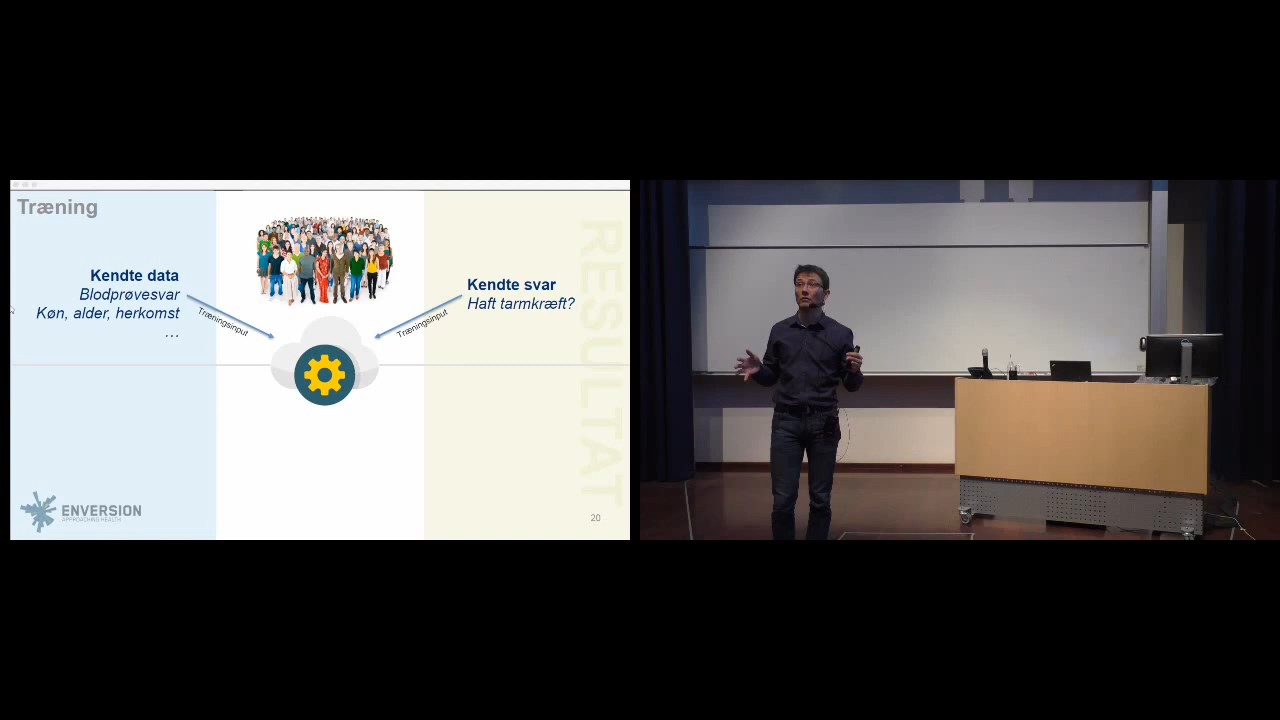 Træning
Kendte data
Blodprøvesvar
Køn, alder, herkomst
…
Træningsinput
Træningsinput
Kendte svar
Haft tarmkræft?
RESULTAT
ENVERSION
APPROACHING HEALTH
20